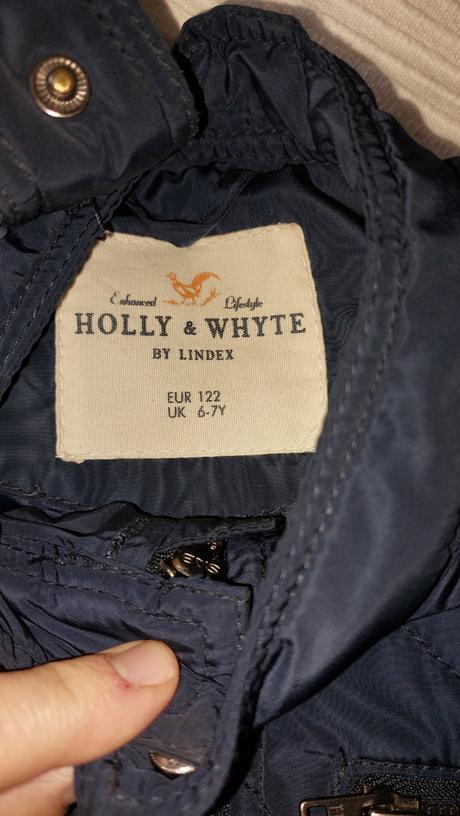 Enhanced Lifestyle
HOLLY & WHYTE
BY LINDEX
EUR 122
UK 6-7Y